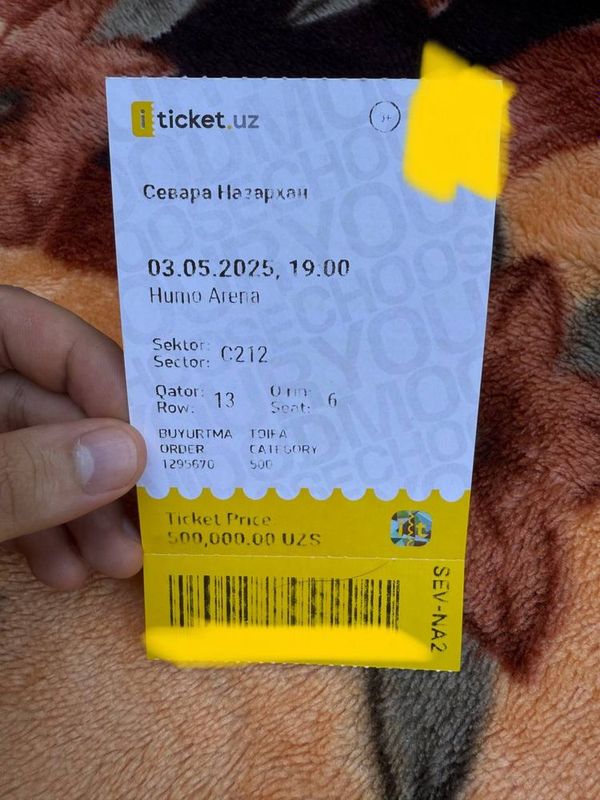 iticket.uz
Севара Назархан
03.05.2025, 19.00
Humo Arena
Sektor:
Sector: C212
Qator:
Row: 13
O'rin:
Seat: 6
BUYURTMA
ORDER
1295670
TOIFA
CATEGORY
500
Ticket Price:
500,000.00 UZS
SEV-NA2